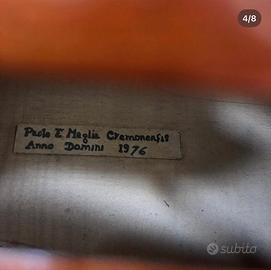 4/8
Paolo E Maglia Cremonensis
Anno Domini 1976
subito